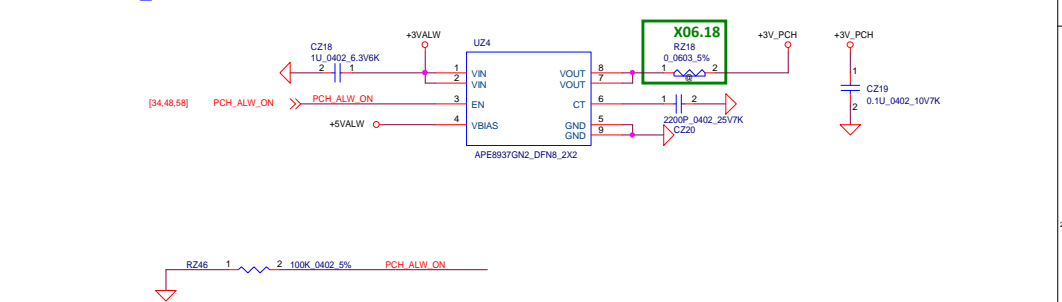 X06.18
+3VALW
+3V_PCH
+3V_PCH
CZ18
1U_0402_6.3V6K
2
1
UZ4
RZ18
0_0603_5%
1
2
@
1
VIN
2
VIN
VOUT
8
VOUT
7
1
CZ19
0.1U_0402_10V7K
2
[34,48,58]
PCH_ALW_ON
PCH_ALW_ON
3
EN
CT
6
1
2
2200P_0402_25V7K
CZ20
+5VALW
4
VBIAS
GND
5
GND
9
APE8937GN2_DFN8_2X2
RZ46
1
2
100K_0402_5%
PCH_ALW_ON
2